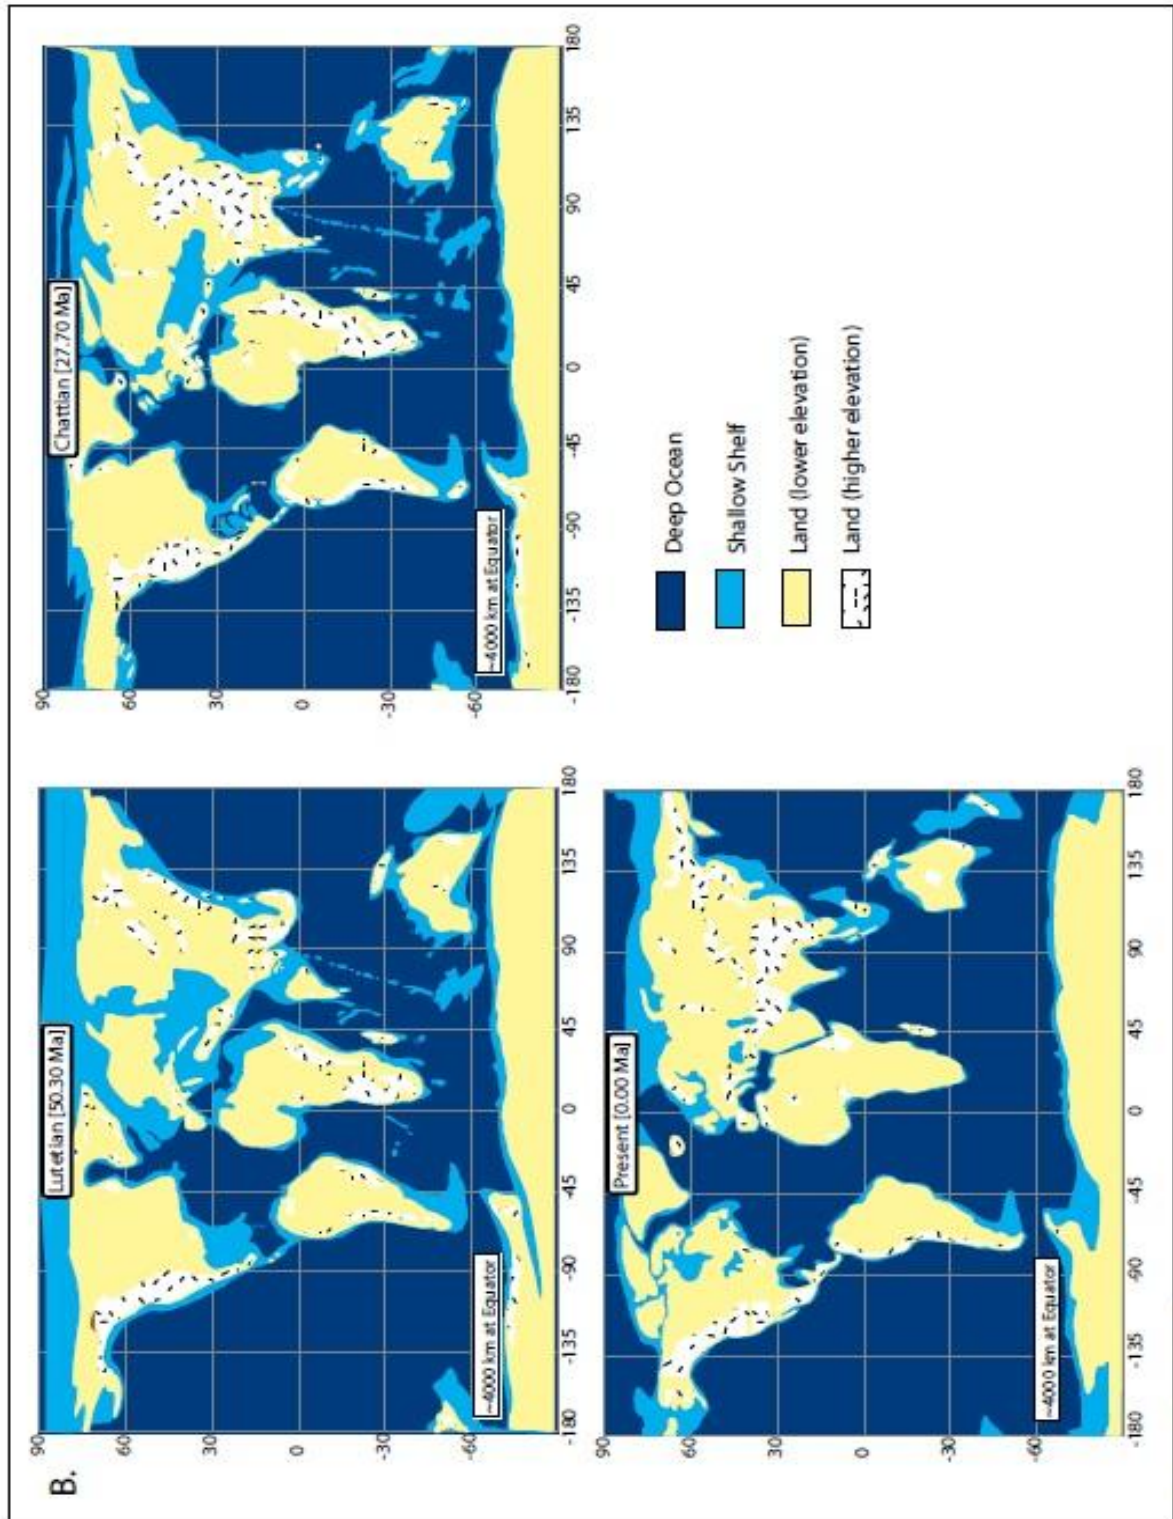 B.
Lutetian [50.30 Ma]
90
60
30
0
-30
-60
~4000 km at Equator
-180 -135 -90 -45 0 45 90 135 180
Chattian [27.70 Ma]
90
60
30
0
-30
-60
~4000 km at Equator
-180 -135 -90 -45 0 45 90 135 180
Present [0.00 Ma]
90
60
30
0
-30
-60
~4000 km at Equator
-180 -135 -90 -45 0 45 90 135 180
Deep Ocean
Shallow Shelf
Land (lower elevation)
Land (higher elevation)